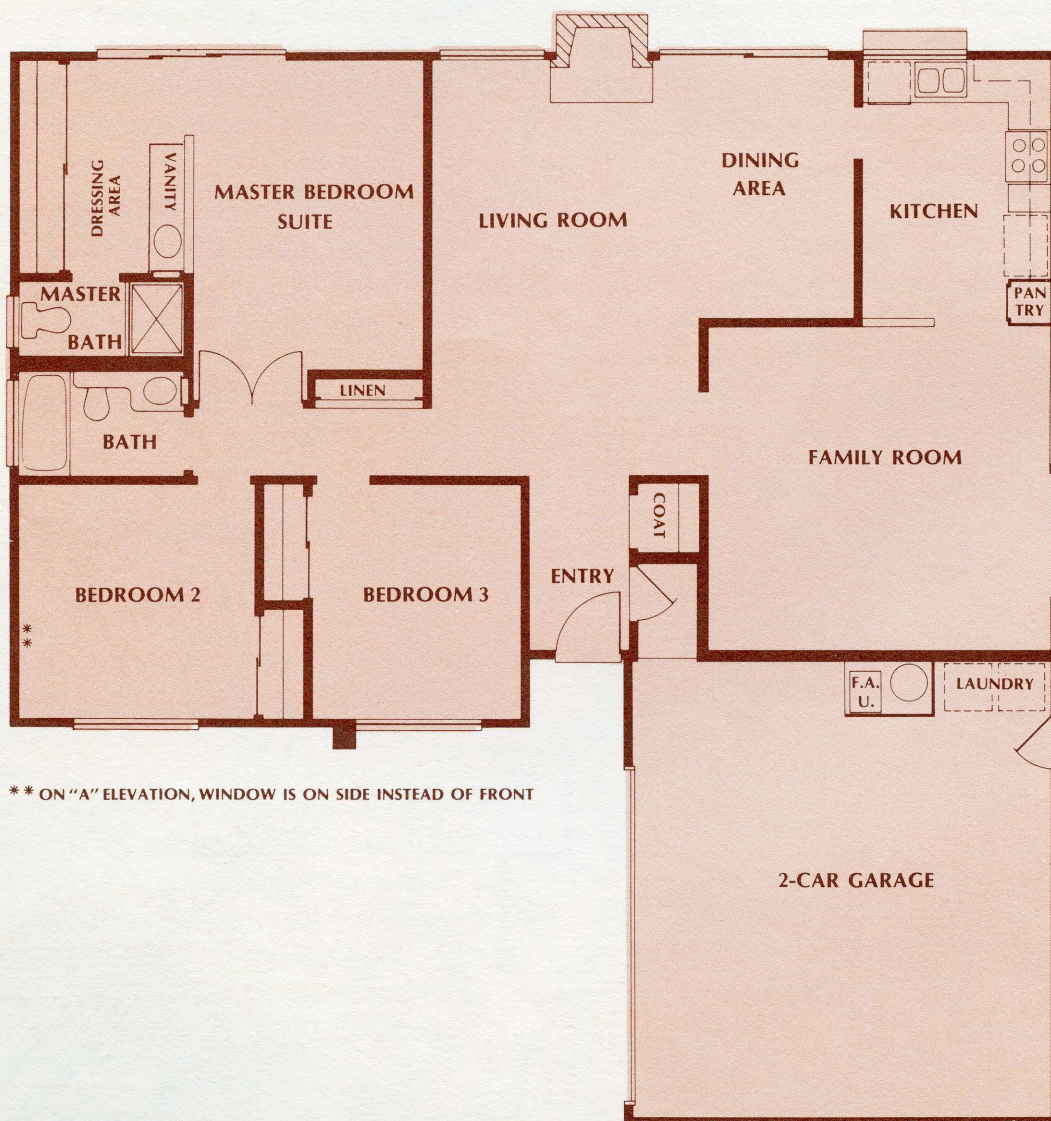 DRESSING
AREA
VANITY
MASTER BEDROOM
SUITE
LIVING ROOM
DINING
AREA
KITCHEN
PAN
TRY
MASTER
BATH
LINEN
BATH
FAMILY ROOM
COAT
BEDROOM 2
BEDROOM 3
ENTRY
**
F.A.
U.
LAUNDRY
** ON "A" ELEVATION, WINDOW IS ON SIDE INSTEAD OF FRONT
2-CAR GARAGE